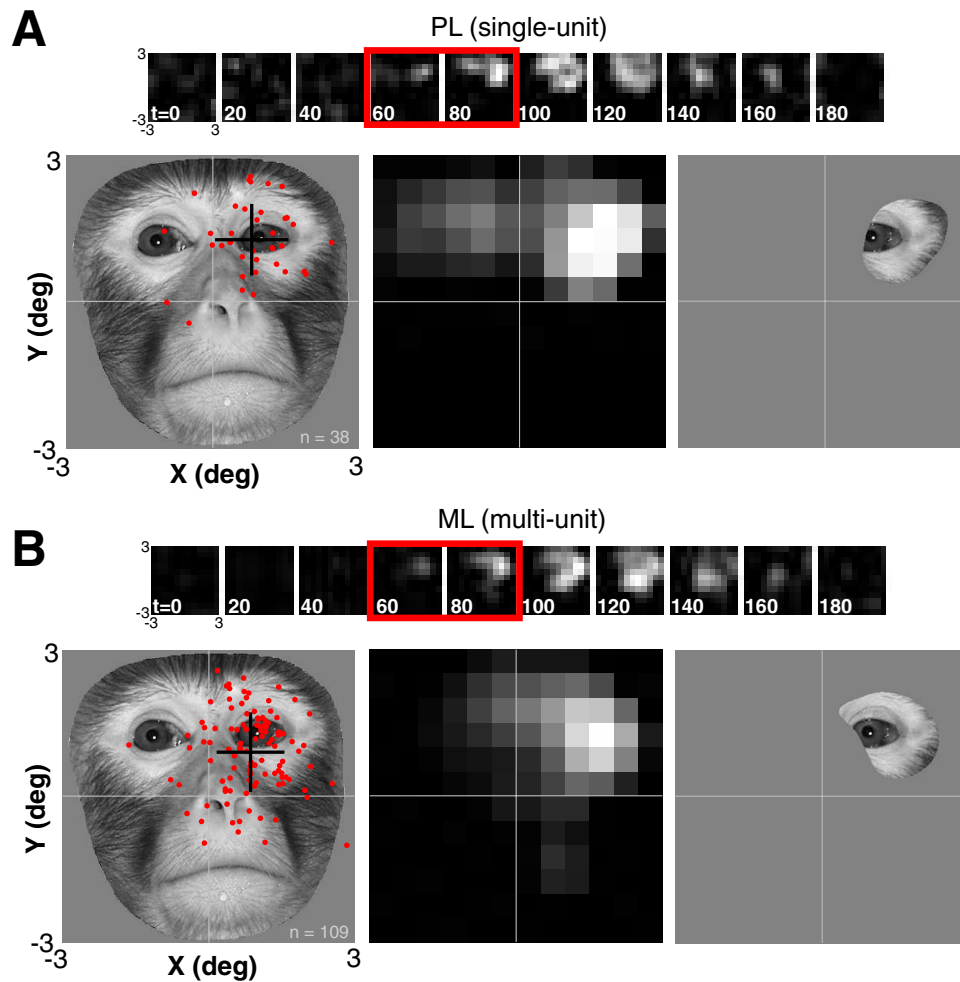 A
PL (single-unit)
3
-3
t=0 20 40 60 80 100 120 140 160 180
-3 3
3
Y (deg)
n = 38
-3
-3 3
X (deg)
B
ML (multi-unit)
3
-3
t=0 20 40 60 80 100 120 140 160 180
-3 3
3
Y (deg)
n = 109
-3
-3 3
X (deg)